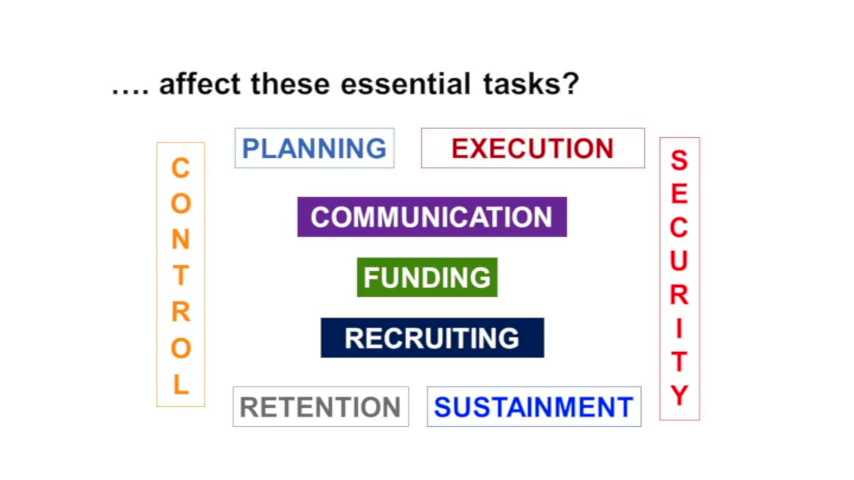 .... affect these essential tasks?
PLANNING
EXECUTION
CONTROL
SECURITY
COMMUNICATION
FUNDING
RECRUITING
RETENTION
SUSTAINMENT